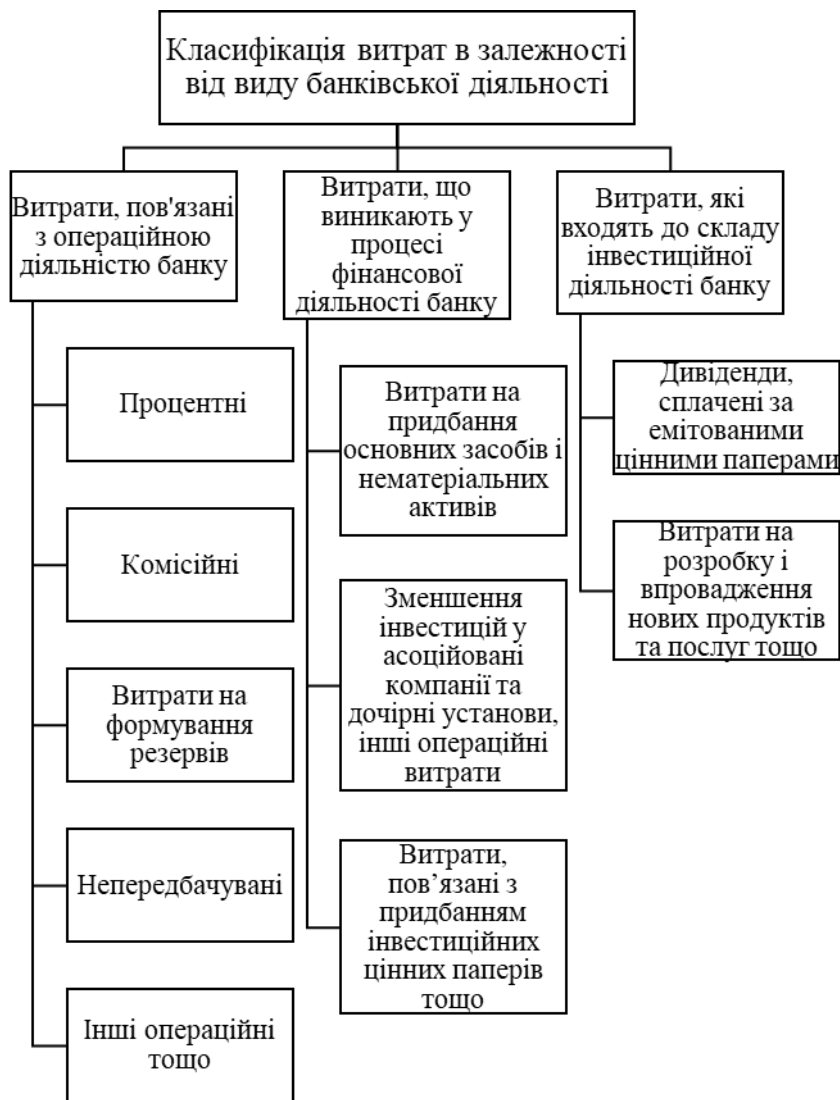 Класифікація витрат в залежності
від виду банківської діяльності
Витрати, пов'язані
з операційною
діяльністю банку
Процентні
Комісійні
Витрати на
формування
резервів
Непередбачувані
Інші операційні
тощо
Витрати, що
виникають у
процесі
фінансової
діяльності банку
Витрати на
придбання
основних засобів і
нематеріальних
активів
Зменшення
інвестицій у
асоційовані
компанії та
дочірні установи,
інші операційні
витрати
Витрати,
пов’язані з
придбанням
інвестиційних
цінних паперів
тощо
Витрати, які
входять до складу
інвестиційної
діяльності банку
Дивіденди,
сплачені за
емітованими
цінними паперами
Витрати на
розробку і
впровадження
нових продуктів
та послуг тощо